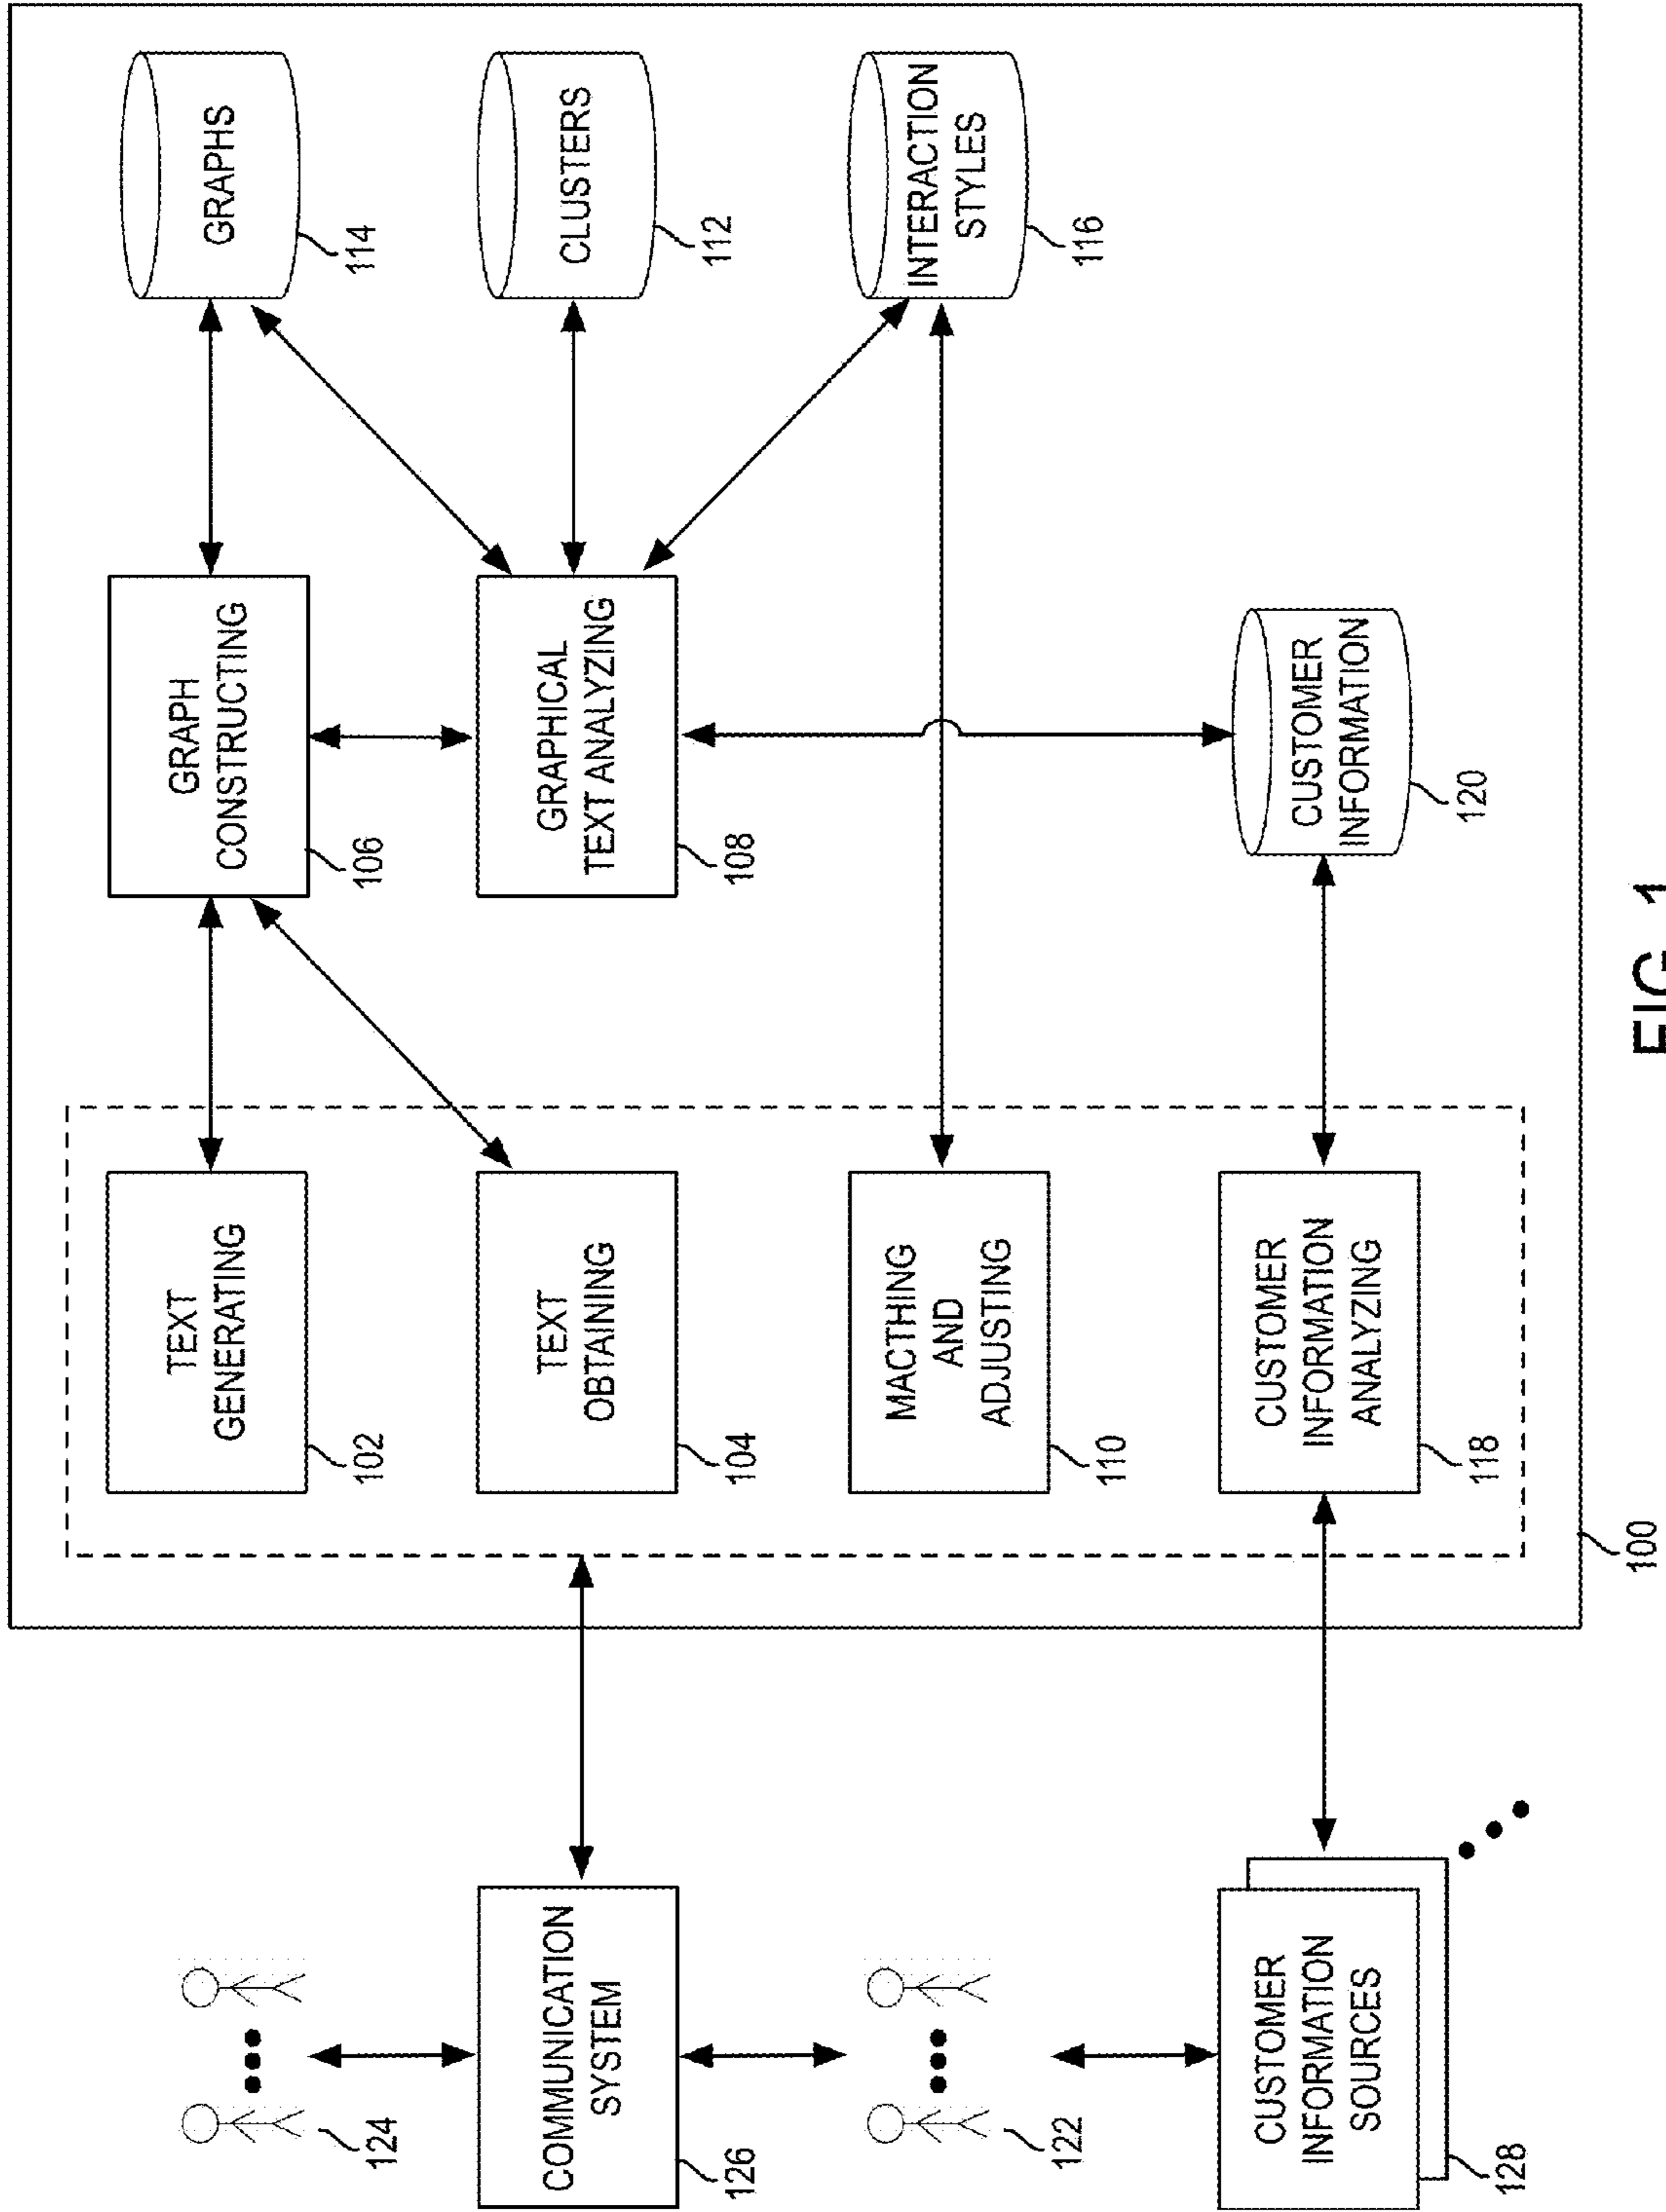 124
TEXT
GENERATING
102
GRAPH
CONSTRUCTING
106
GRAPHS
114
COMMUNICATION
SYSTEM
126
TEXT
OBTAINING
104
GRAPHICAL
TEXT ANALYZING
108
CLUSTERS
112
122
MACTHING
AND
ADJUSTING
110
INTERACTION
STYLES
116
CUSTOMER
INFORMATION
SOURCES
128
CUSTOMER
INFORMATION
ANALYZING
118
CUSTOMER
INFORMATION
120
100
FIG. 1